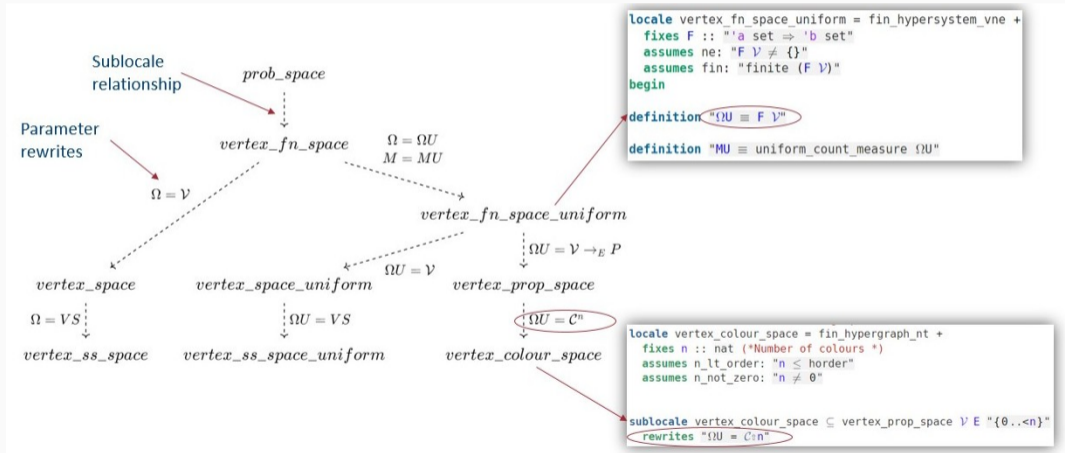 Sublocale
relationship
Parameter
rewrites
prob_space
vertex_fn_space
Ω = ΩU
M = MU
Ω = V
vertex_fn_space_uniform
ΩU = V →E P
ΩU = V
vertex_space
vertex_space_uniform
vertex_prop_space
Ω = VS
ΩU = VS
ΩU = Cⁿ
vertex_ss_space
vertex_ss_space_uniform
vertex_colour_space
locale vertex_fn_space_uniform = fin_hypersystem_vne +
fixes F :: "'a set ⇒ 'b set"
assumes ne: "F V ≠ {}"
assumes fin: "finite (F V)"
begin
definition "ΩU ≡ F V"
definition "MU ≡ uniform_count_measure ΩU"
locale vertex_colour_space = fin_hypergraph_nt +
fixes n :: nat (*Number of colours *)
assumes n_lt_order: "n ≤ horder"
assumes n_not_zero: "n ≠ 0"
sublocale vertex_colour_space ⊆ vertex_prop_space V E "{0..<n}"
rewrites "ΩU = C⇧n"